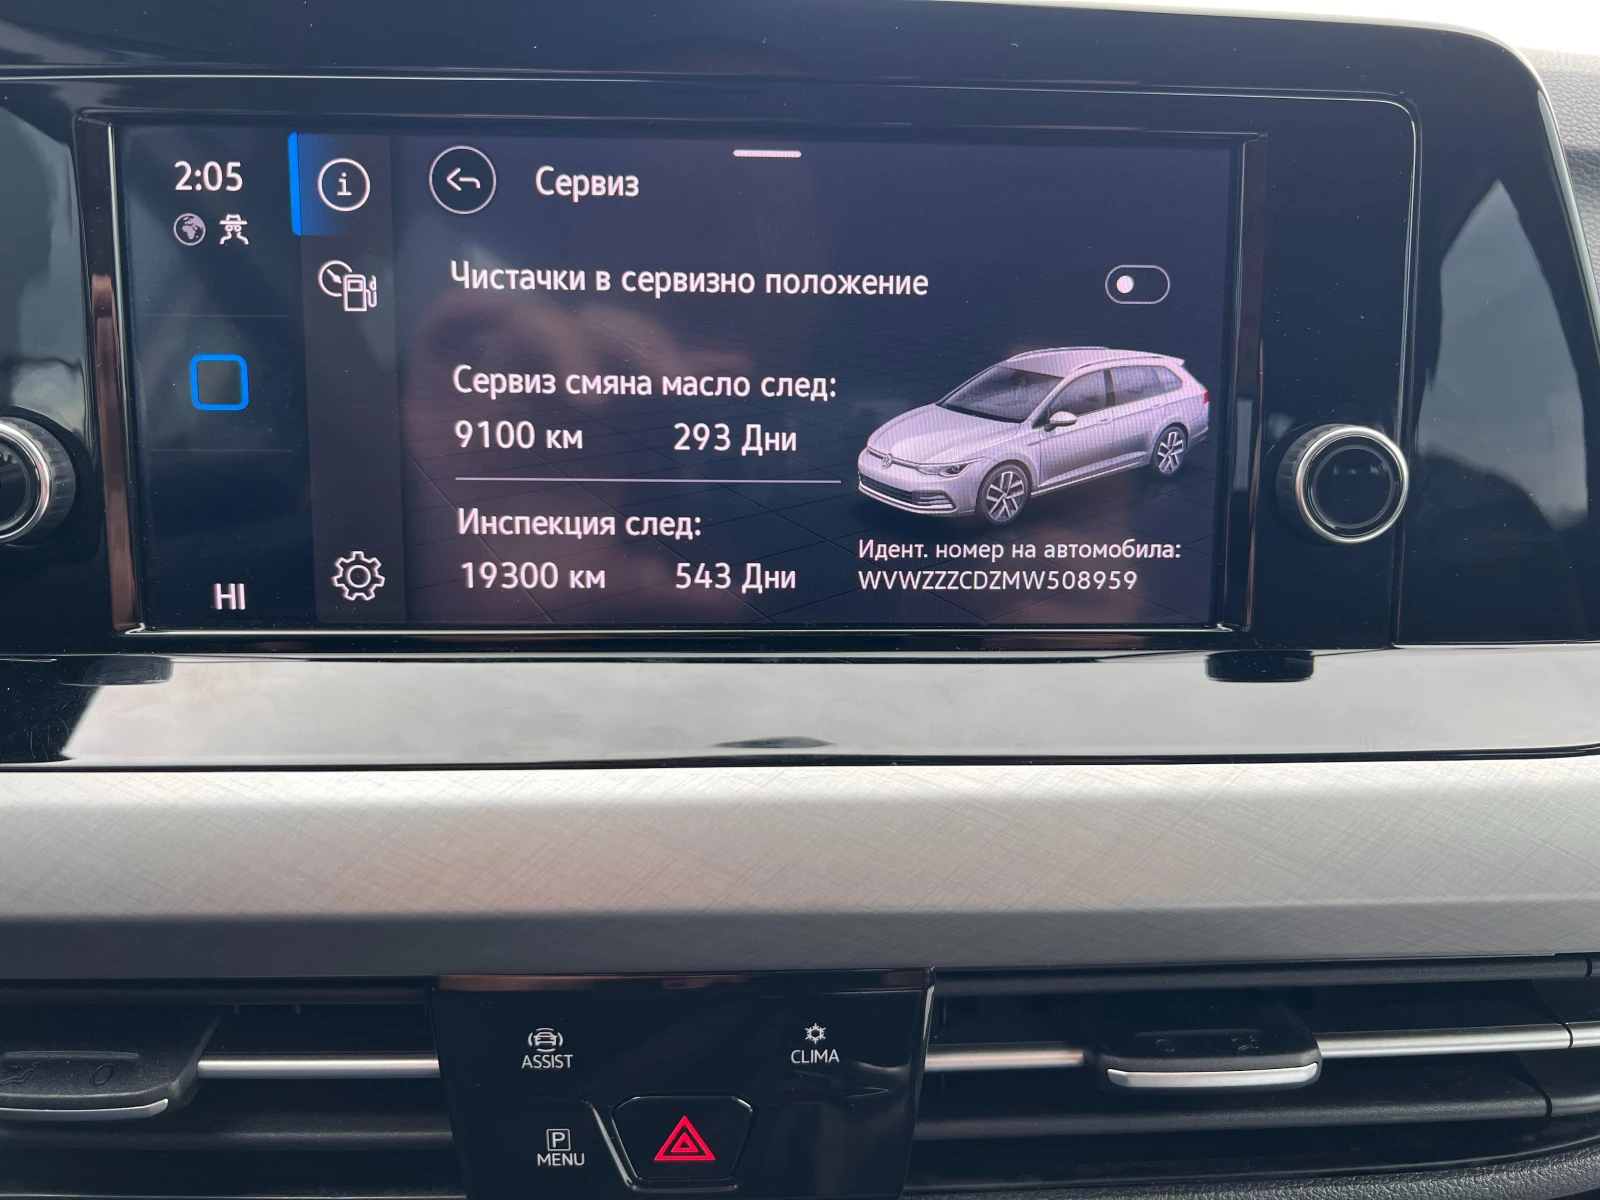 2:05
Сервиз
Чистачки в сервизно положение
Сервиз смяна масло след:
9100 км 293 Дни
Инспекция след:
19300 км 543 Дни
Идент. номер на автомобила:
WVWZZZCDZMW508959
HI
ASSIST
CLIMA
P
MENU